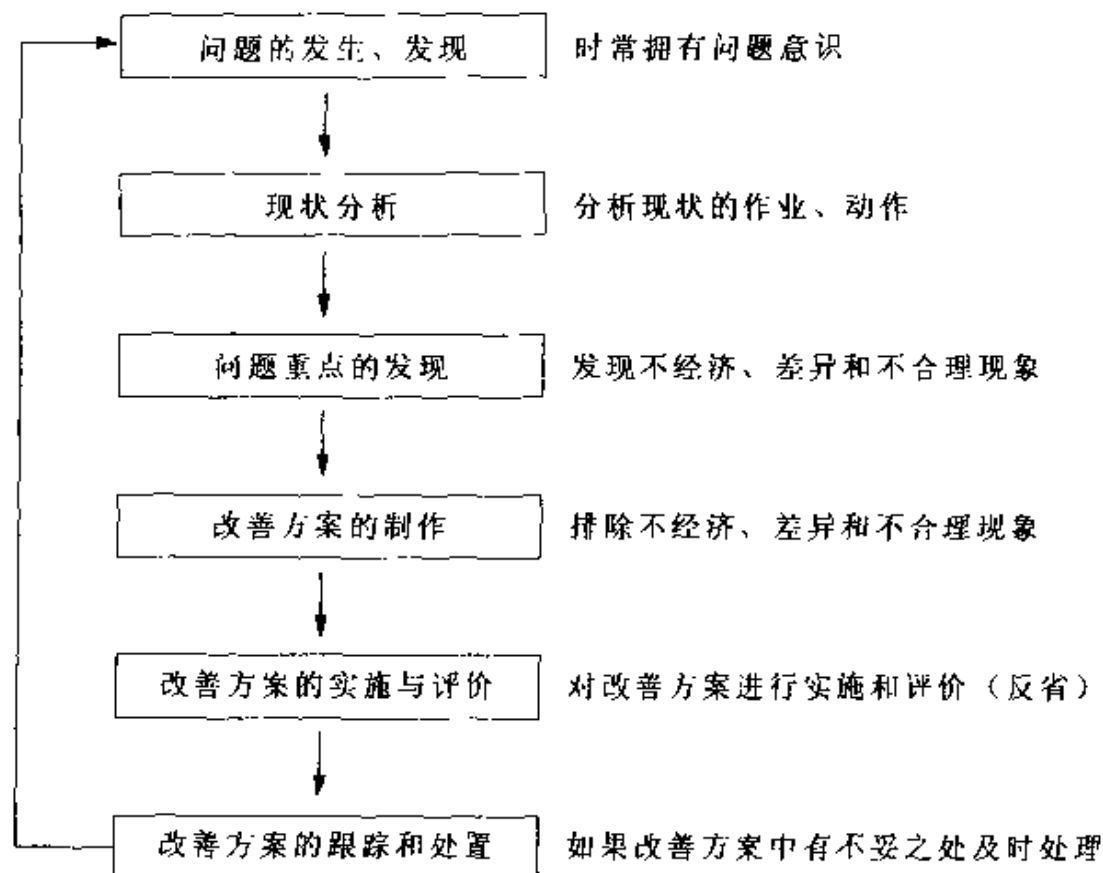 问题的发生、发现 时常拥有问题意识
现状分析 分析现状的作业、动作
问题重点的发现 发现不经济、差异和不合理现象
改善方案的制作 排除不经济、差异和不合理现象
改善方案的实施与评价 对改善方案进行实施和评价（反省）
改善方案的跟踪和处置 如果改善方案中有不妥之处及时处理